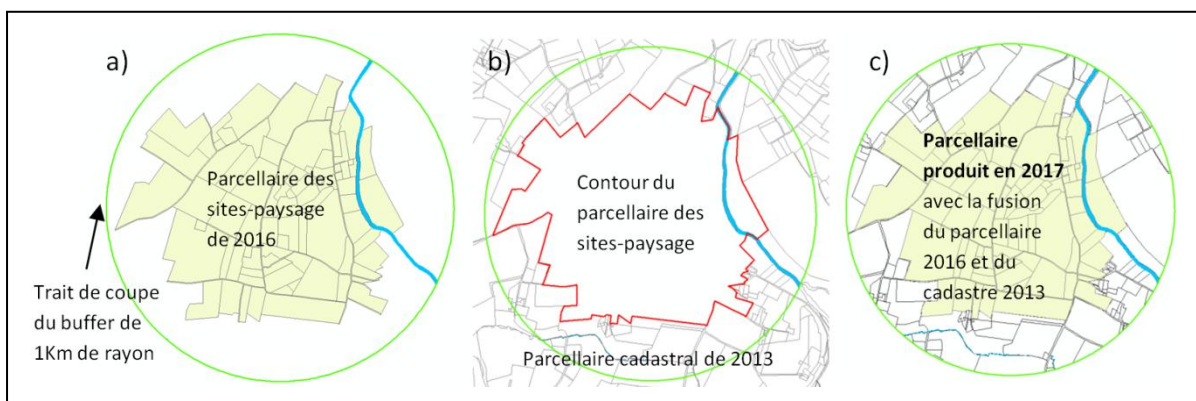 a)
Parcellaire des
sites-paysage
de 2016
Trait de coupe
du buffer de
1Km de rayon
b)
Contour du
parcellaire des
sites-paysage
Parcellaire cadastral de 2013
c)
Parcellaire
produit en 2017
avec la fusion
du parcellaire
2016 et du
cadastre 2013